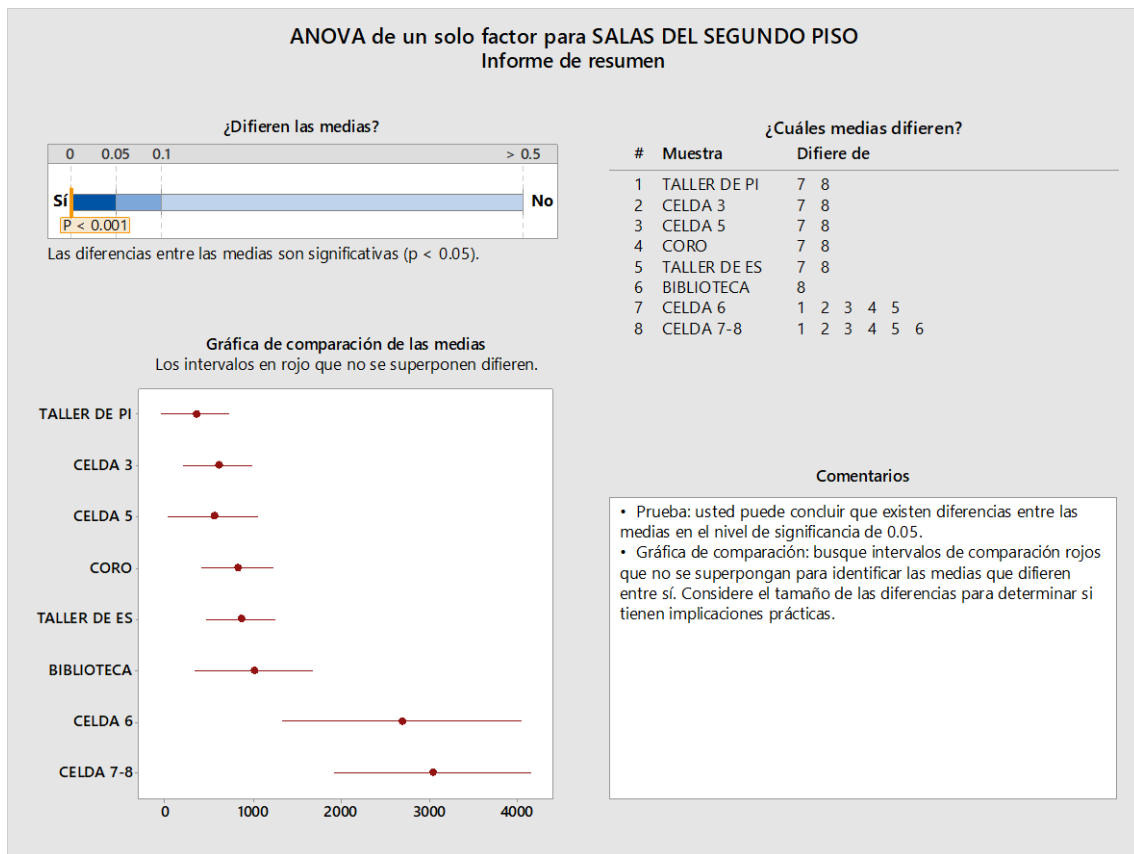 ANOVA de un solo factor para SALAS DEL SEGUNDO PISO
Informe de resumen
¿Difieren las medias?
0 0.05 0.1 > 0.5
Sí No
P < 0.001
Las diferencias entre las medias son significativas (p < 0.05).
¿Cuáles medias difieren?
# Muestra Difiere de
1 TALLER DE PI 7 8
2 CELDA 3 7 8
3 CELDA 5 7 8
4 CORO 7 8
5 TALLER DE ES 7 8
6 BIBLIOTECA 8
7 CELDA 6 1 2 3 4 5
8 CELDA 7-8 1 2 3 4 5 6
Gráfica de comparación de las medias
Los intervalos en rojo que no se superponen difieren.
TALLER DE PI
CELDA 3
CELDA 5
CORO
TALLER DE ES
BIBLIOTECA
CELDA 6
CELDA 7-8
0 1000 2000 3000 4000
Comentarios
• Prueba: usted puede concluir que existen diferencias entre las
medias en el nivel de significancia de 0.05.
• Gráfica de comparación: busque intervalos de comparación rojos
que no se superpongan para identificar las medias que difieren
entre sí. Considere el tamaño de las diferencias para determinar si
tienen implicaciones prácticas.